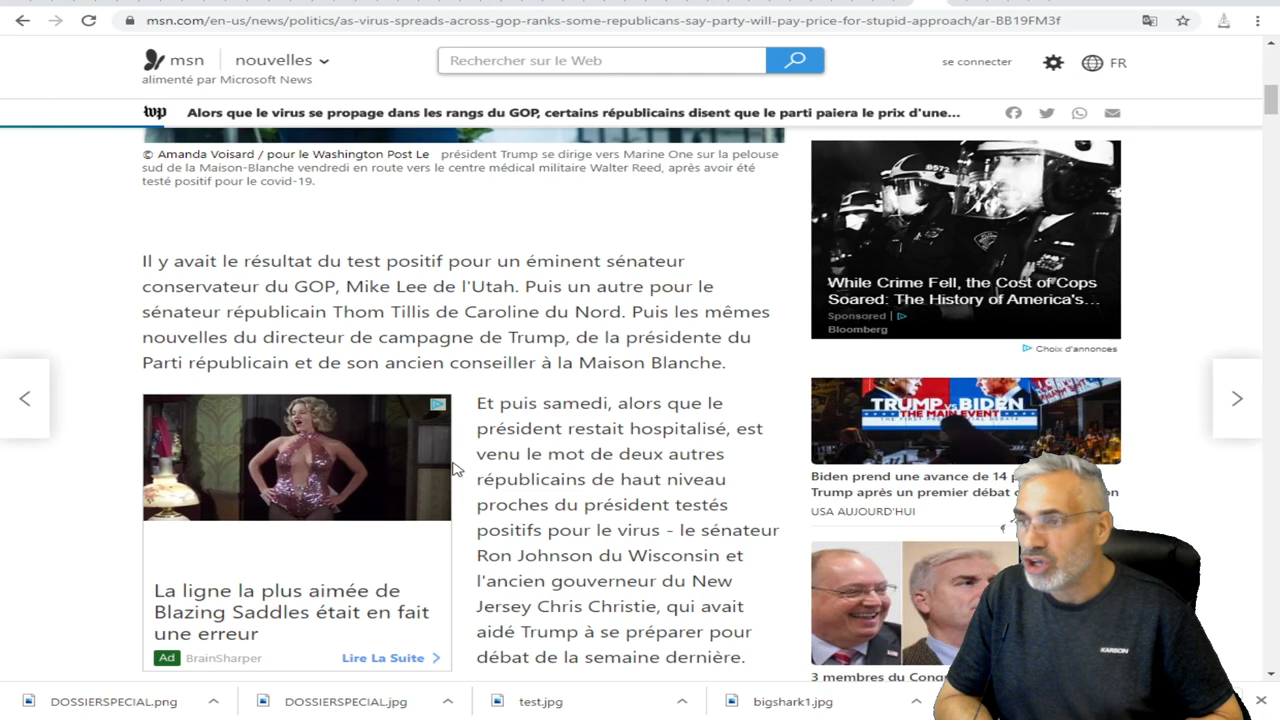 msn.com/en-us/news/politics/as-virus-spreads-across-gop-ranks-some-republicans-say-party-will-pay-price-for-stupid-approach/ar-BB19FM3f
msn
nouvelles
Rechercher sur le Web
se connecter
FR
alimenté par Microsoft News
wp
Alors que le virus se propage dans les rangs du GOP, certains républicains disent que le parti paiera le prix d'une...
© Amanda Voisard / pour le Washington Post Le président Trump se dirige vers Marine One sur la pelouse
sud de la Maison-Blanche vendredi en route vers le centre médical militaire Walter Reed, après avoir été
testé positif pour le covid-19.
Il y avait le résultat du test positif pour un éminent sénateur
conservateur du GOP, Mike Lee de l'Utah. Puis un autre pour le
sénateur républicain Thom Tillis de Caroline du Nord. Puis les mêmes
nouvelles du directeur de campagne de Trump, de la présidente du
Parti républicain et de son ancien conseiller à la Maison Blanche.
Et puis samedi, alors que le
président restait hospitalisé, est
venu le mot de deux autres
républicains de haut niveau
proches du président testés
positifs pour le virus - le sénateur
Ron Johnson du Wisconsin et
l'ancien gouverneur du New
Jersey Chris Christie, qui avait
aidé Trump à se préparer pour
débat de la semaine dernière.
La ligne la plus aimée de
Blazing Saddles était en fait
une erreur
Ad
BrainSharper
Lire La Suite
B572
While Crime Fell, the Cost of Cops
Soared: The History of America's...
Sponsored
Bloomberg
Choix d'annonces
TRUMP VS BIDEN
THE MAIN EVENT
Biden prend une avance de 14
Trump après un premier débat
USA AUJOURD'HUI
3 membres du
KARBON
DOSSIERSPECIAL.png
DOSSIERSPECIAL.jpg
test.jpg
bigshark1.jpg